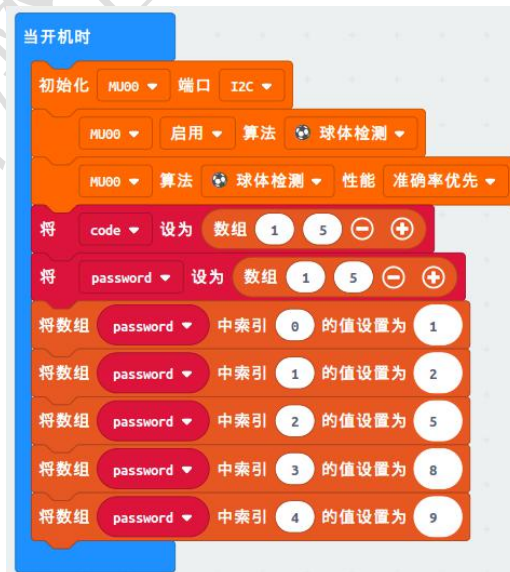 当开机时
初始化 MU00 端口 I2C
MU00 启用 算法 球体检测
MU00 算法 球体检测 性能 准确率优先
将 code 设为 数组 1 5
将 password 设为 数组 1 5
将数组 password 中索引 0 的值设置为 1
将数组 password 中索引 1 的值设置为 2
将数组 password 中索引 2 的值设置为 5
将数组 password 中索引 3 的值设置为 8
将数组 password 中索引 4 的值设置为 9